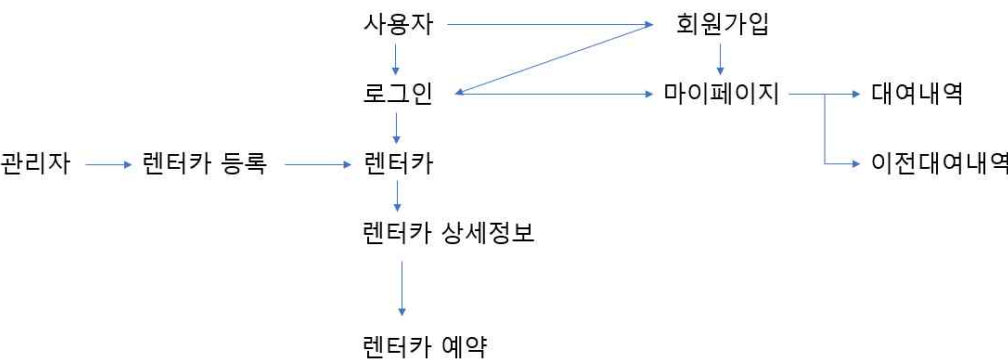 사용자 회원가입
로그인 마이페이지 대여내역
관리자 렌터카 등록 렌터카 이전대여내역
렌터카 상세정보
렌터카 예약